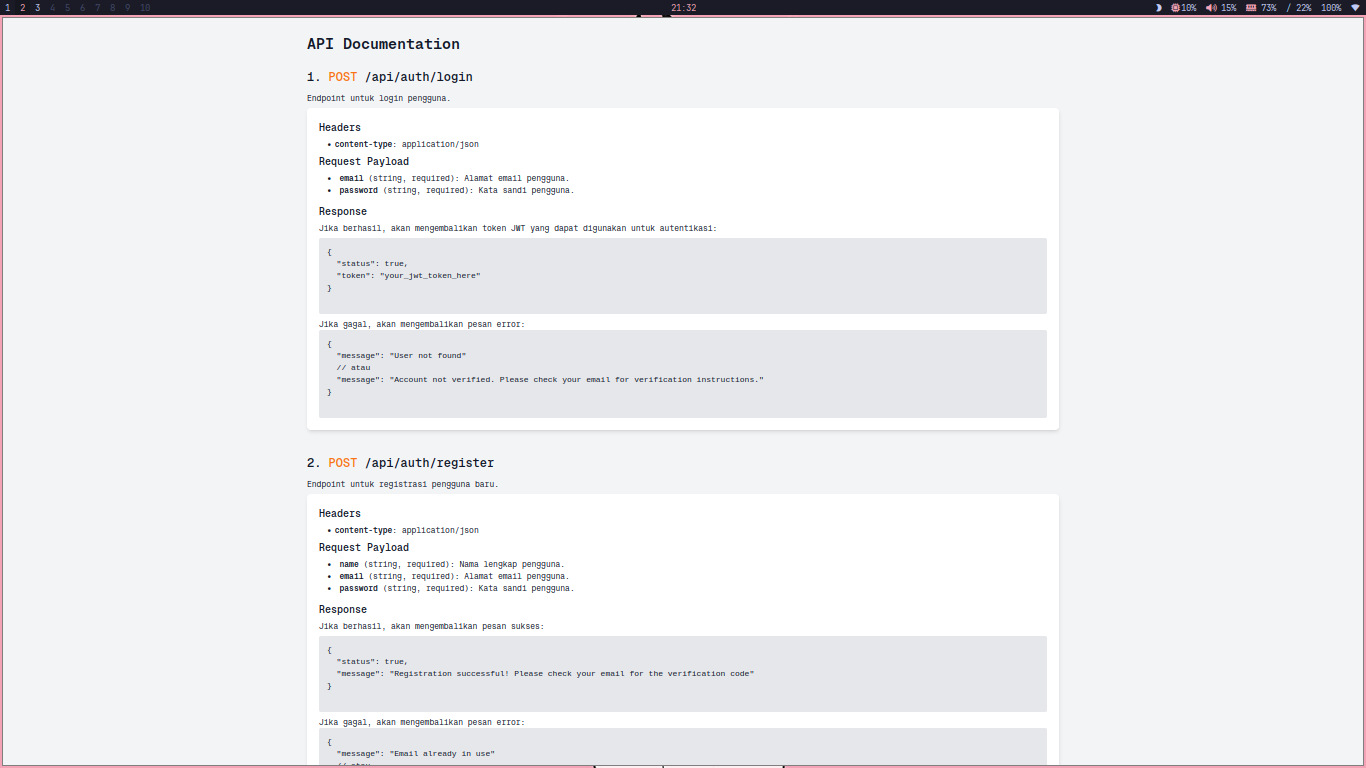 1 2 3 4 5 6 7 8 9 10 21:32 10% 15% 73% / 22% 100%
API Documentation
1. POST /api/auth/login
Endpoint untuk login pengguna.
Headers
• content-type: application/json
Request Payload
• email (string, required): Alamat email pengguna.
• password (string, required): Kata sandi pengguna.
Response
Jika berhasil, akan mengembalikan token JWT yang dapat digunakan untuk autentikasi:
{
"status": true,
"token": "your_jwt_token_here"
}
Jika gagal, akan mengembalikan pesan error:
{
"message": "User not found"
// atau
"message": "Account not verified. Please check your email for verification instructions."
}
2. POST /api/auth/register
Endpoint untuk registrasi pengguna baru.
Headers
• content-type: application/json
Request Payload
• name (string, required): Nama lengkap pengguna.
• email (string, required): Alamat email pengguna.
• password (string, required): Kata sandi pengguna.
Response
Jika berhasil, akan mengembalikan pesan sukses:
{
"status": true,
"message": "Registration successful! Please check your email for the verification code"
}
Jika gagal, akan mengembalikan pesan error:
{
"message": "Email already in use"